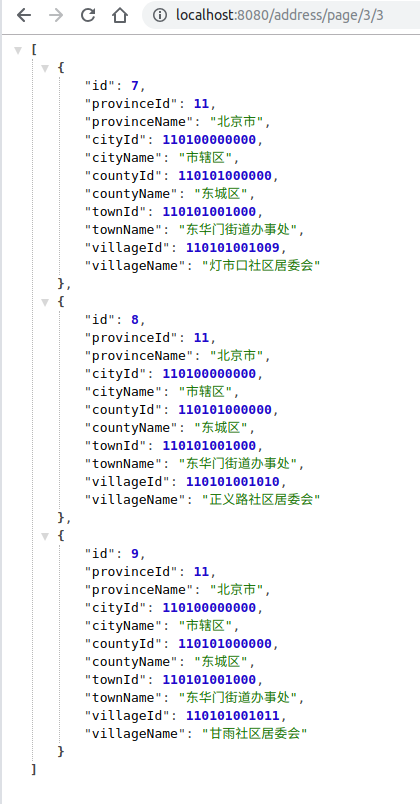 localhost:8080/address/page/3/3
[
{
"id": 7,
"provinceId": 11,
"provinceName": "北京市",
"cityId": 110100000000,
"cityName": "市辖区",
"countyId": 110101000000,
"countyName": "东城区",
"townId": 110101001000,
"townName": "东华门街道办事处",
"villageId": 110101001009,
"villageName": "灯市口社区居委会"
},
{
"id": 8,
"provinceId": 11,
"provinceName": "北京市",
"cityId": 110100000000,
"cityName": "市辖区",
"countyId": 110101000000,
"countyName": "东城区",
"townId": 110101001000,
"townName": "东华门街道办事处",
"villageId": 110101001010,
"villageName": "正义路社区居委会"
},
{
"id": 9,
"provinceId": 11,
"provinceName": "北京市",
"cityId": 110100000000,
"cityName": "市辖区",
"countyId": 110101000000,
"countyName": "东城区",
"townId": 110101001000,
"townName": "东华门街道办事处",
"villageId": 110101001011,
"villageName": "甘雨社区居委会"
}
]